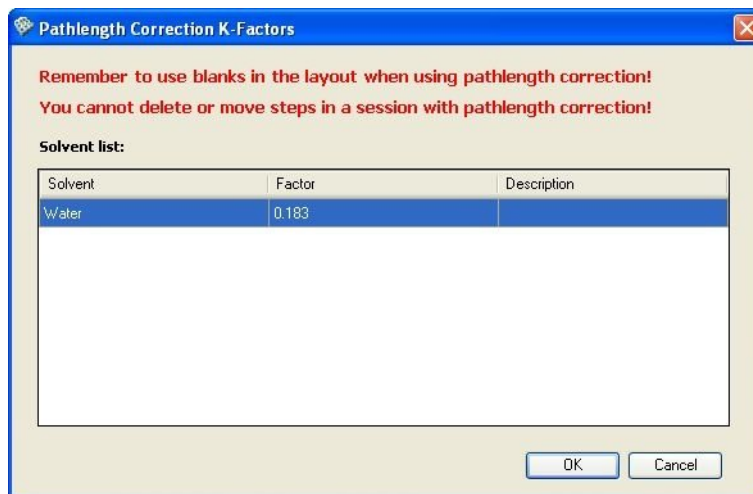 Pathlength Correction K-Factors
Remember to use blanks in the layout when using pathlength correction!
You cannot delete or move steps in a session with pathlength correction!
Solvent list:
Solvent Factor Description
Water 0.183
OK Cancel